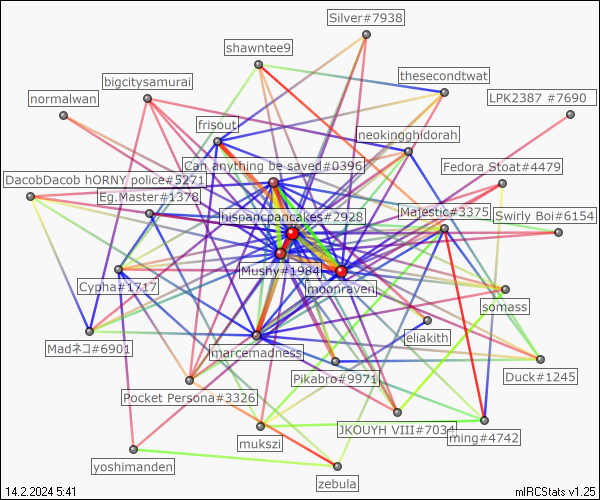 Silver#7938
shawntee9
thesecondtwat
bigcitysamurai
normalwan
LPK2387 #7690
frisout
neokingghidorah
Can anything be saved#0396
Fedora Stoat#4479
DacobDacob hORNY police#5271
Eg.Master#1378
hispancpancakes#2928
Majestic#3375
Swirly Boi#6154
Mushy#1984
Cypha#1717
moonraven
somass
eliakith
Madネコ#6901
marcemadness
Pikabro#9971
Duck#1245
Pocket Persona#3326
JKOUYH VIII#7034
mukszi
ming#4742
yoshimanden
zebula
14.2.2024 5:41
mIRCStats v1.25